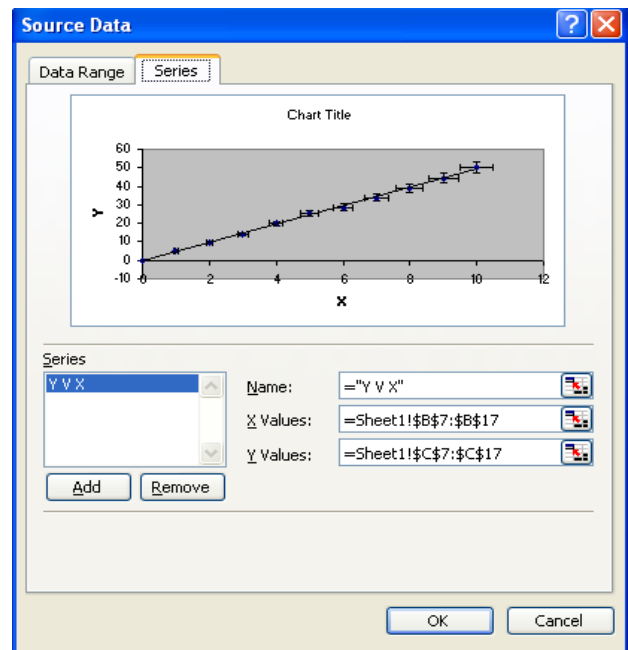 Source Data
Data Range Series
Chart Title
60
50
40
30
20
10
0
-10
Y
0 2 4 6 8 10 12
X
Series
Y V X
Name: ="Y V X"
X Values: =Sheet1!$B$7:$B$17
Y Values: =Sheet1!$C$7:$C$17
Add Remove
OK Cancel